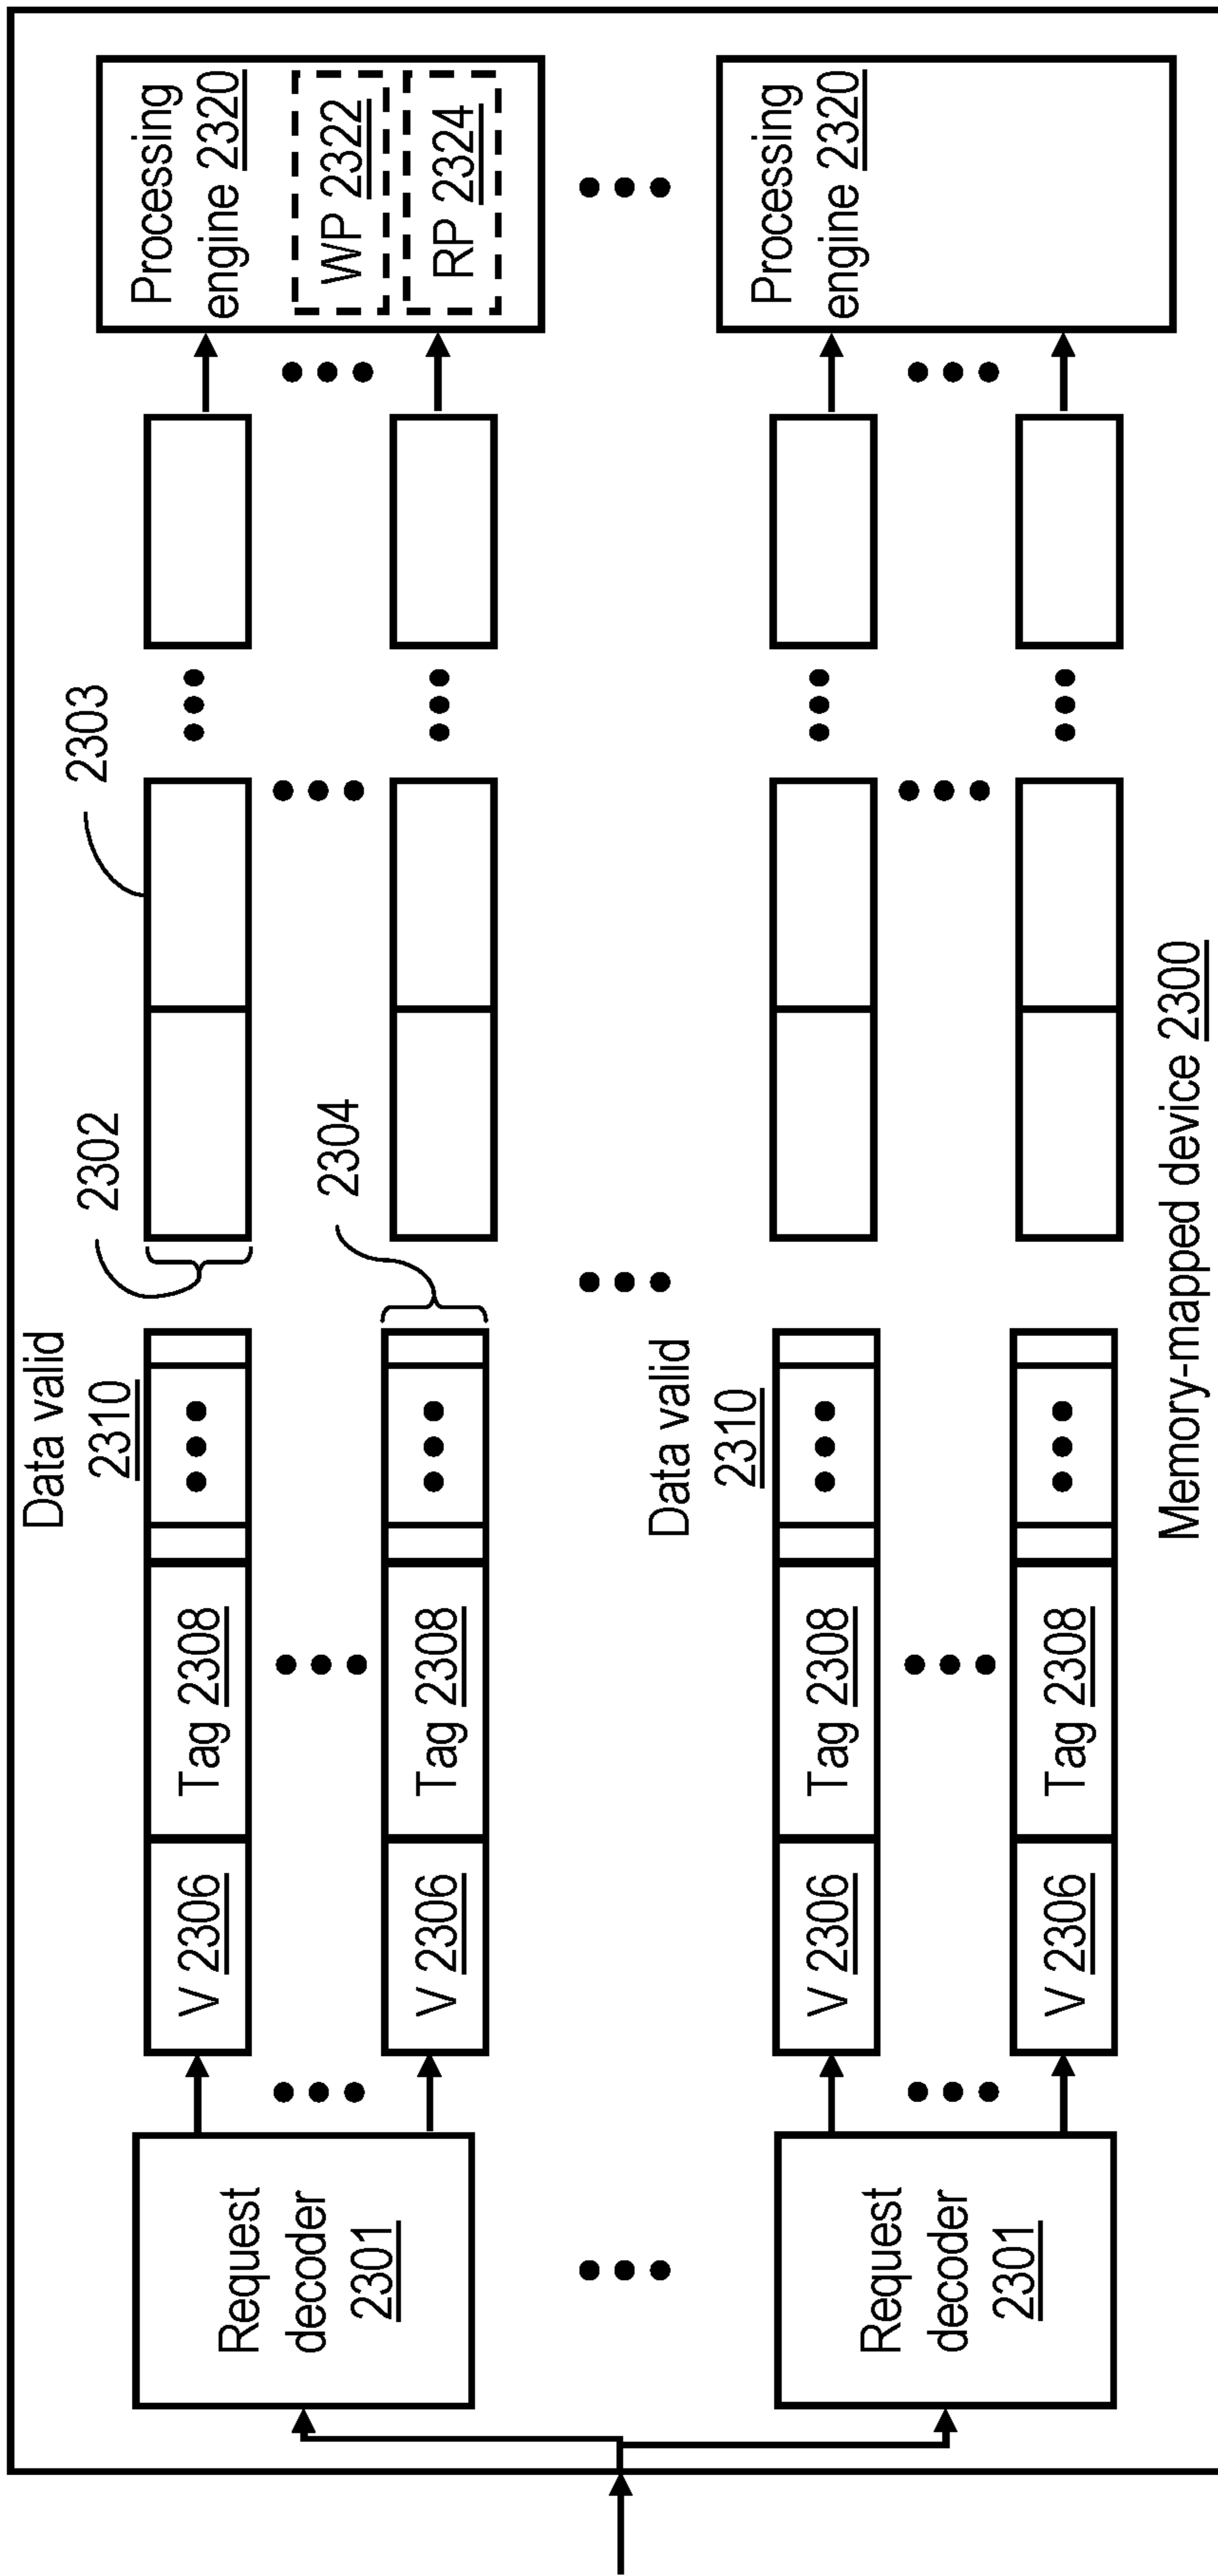 Data valid
2310
2302
2303
Request
decoder
2301
V 2306
Tag 2308
Processing
engine 2320
WP 2322
RP 2324
2304
V 2306
Tag 2308
Data valid
2310
Request
decoder
2301
V 2306
Tag 2308
Processing
engine 2320
V 2306
Tag 2308
Memory-mapped device 2300